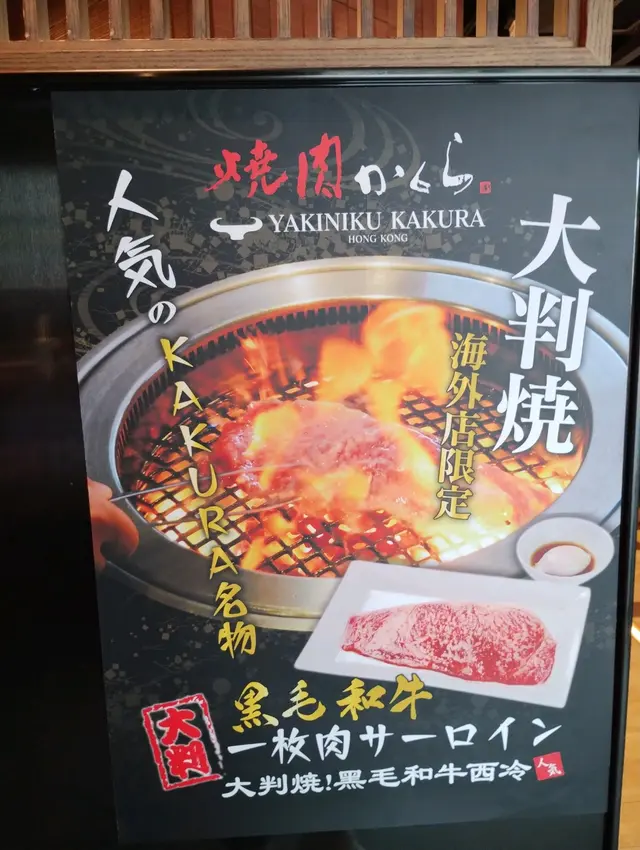 焼肉かくら
YAKINIKU KAKURA
HONG KONG
大判焼
海外店限定
人気のKAKURA名物
大判
黒毛和牛
一枚肉サーロイン
大判焼!黑毛和牛西冷
人気